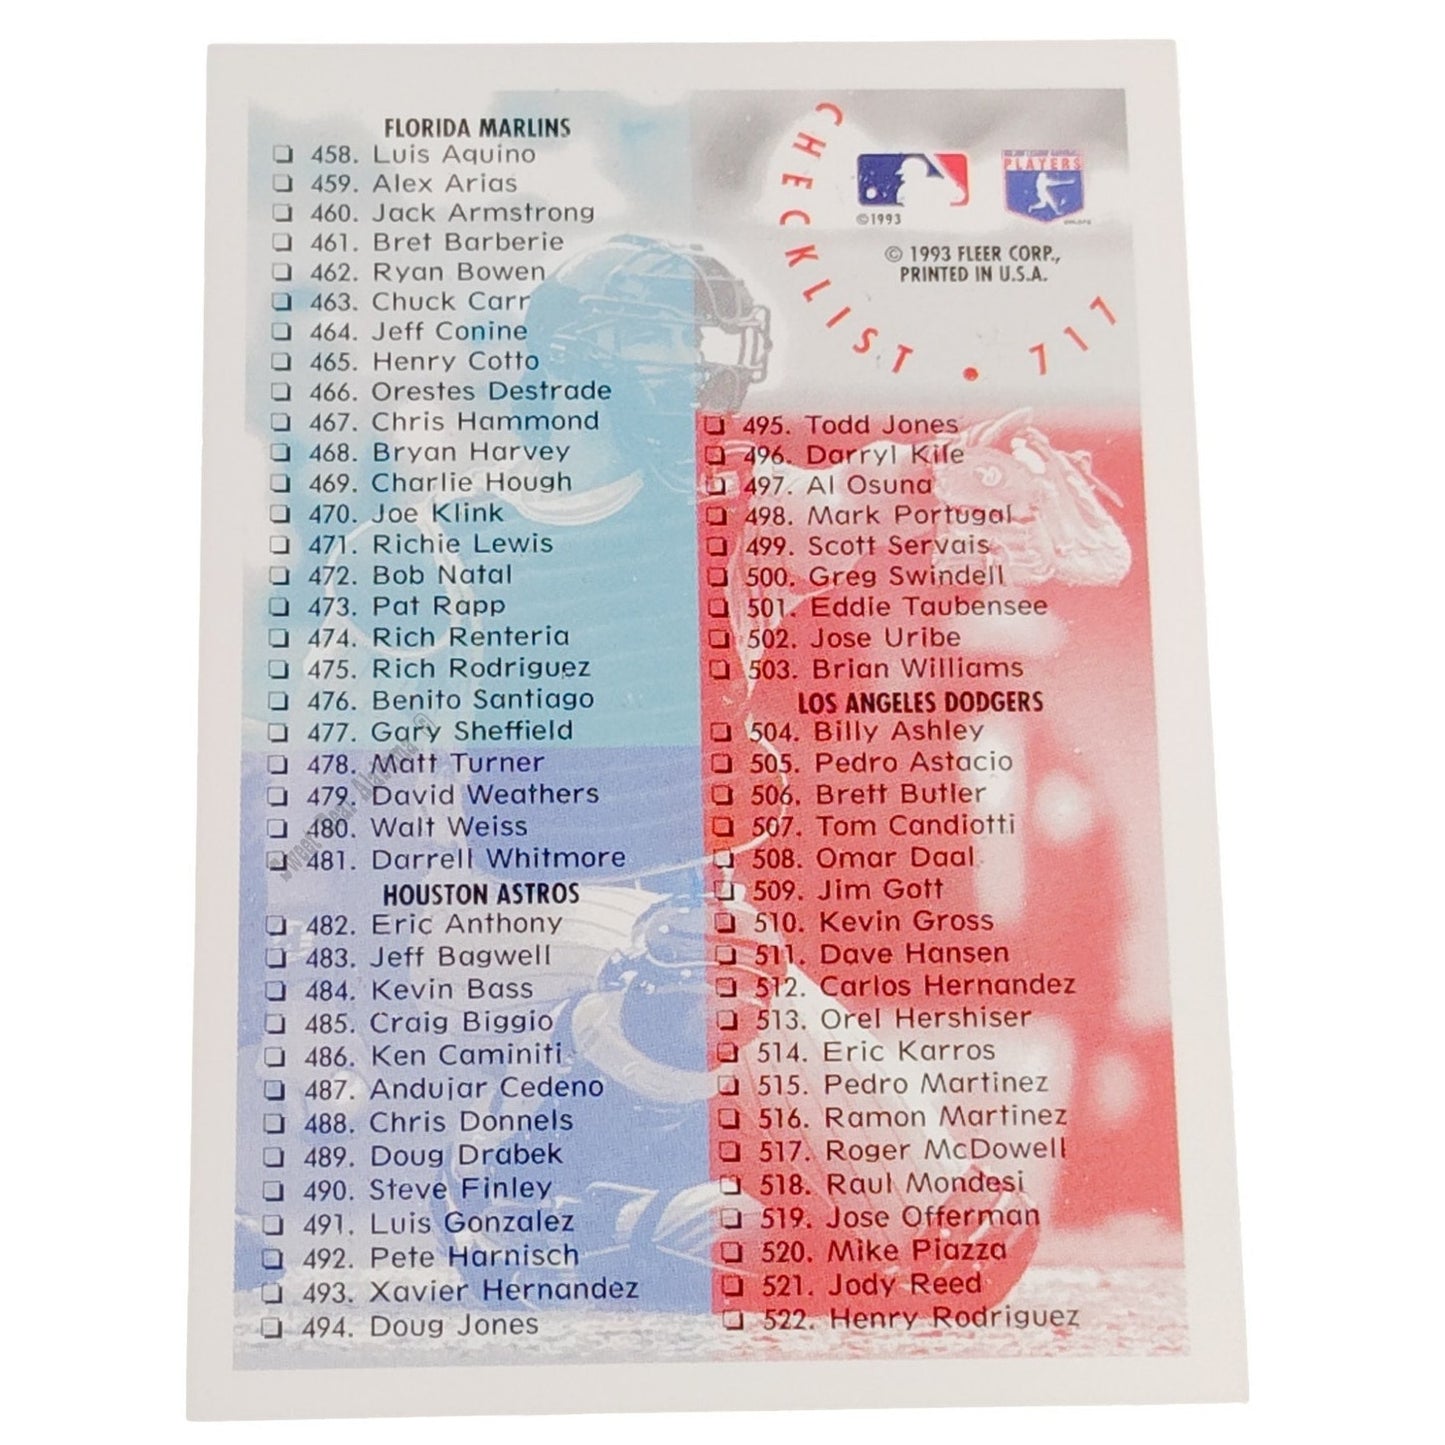 FLORIDA MARLINS
458. Luis Aquino
459. Alex Arias
460. Jack Armstrong
461. Bret Barberie
462. Ryan Bowen
463. Chuck Carr
464. Jeff Conine
465. Henry Cotto
466. Orestes Destrade
467. Chris Hammond
468. Bryan Harvey
469. Charlie Hough
470. Joe Klink
471. Richie Lewis
472. Bob Natal
473. Pat Rapp
474. Rich Renteria
475. Rich Rodriguez
476. Benito Santiago
477. Gary Sheffield
478. Matt Turner
479. David Weathers
480. Walt Weiss
481. Darrell Whitmore
HOUSTON ASTROS
482. Eric Anthony
483. Jeff Bagwell
484. Kevin Bass
485. Craig Biggio
486. Ken Caminiti
487. Andujar Cedeno
488. Chris Donnels
489. Doug Drabek
490. Steve Finley
491. Luis Gonzalez
492. Pete Harnisch
493. Xavier Hernandez
494. Doug Jones
CHECKLIST • 717
PLAYERS
©1993
© 1993 FLEER CORP.,
PRINTED IN U.S.A.
495. Todd Jones
496. Darryl Kile
497. Al Osuna
498. Mark Portugal
499. Scott Servais
500. Greg Swindell
501. Eddie Taubensee
502. Jose Uribe
503. Brian Williams
LOS ANGELES DODGERS
504. Billy Ashley
505. Pedro Astacio
506. Brett Butler
507. Tom Candiotti
508. Omar Daal
509. Jim Gott
510. Kevin Gross
511. Dave Hansen
512. Carlos Hernandez
513. Orel Hershiser
514. Eric Karros
515. Pedro Martinez
516. Ramon Martinez
517. Roger McDowell
518. Raul Mondesi
519. Jose Offerman
520. Mike Piazza
521. Jody Reed
522. Henry Rodriguez